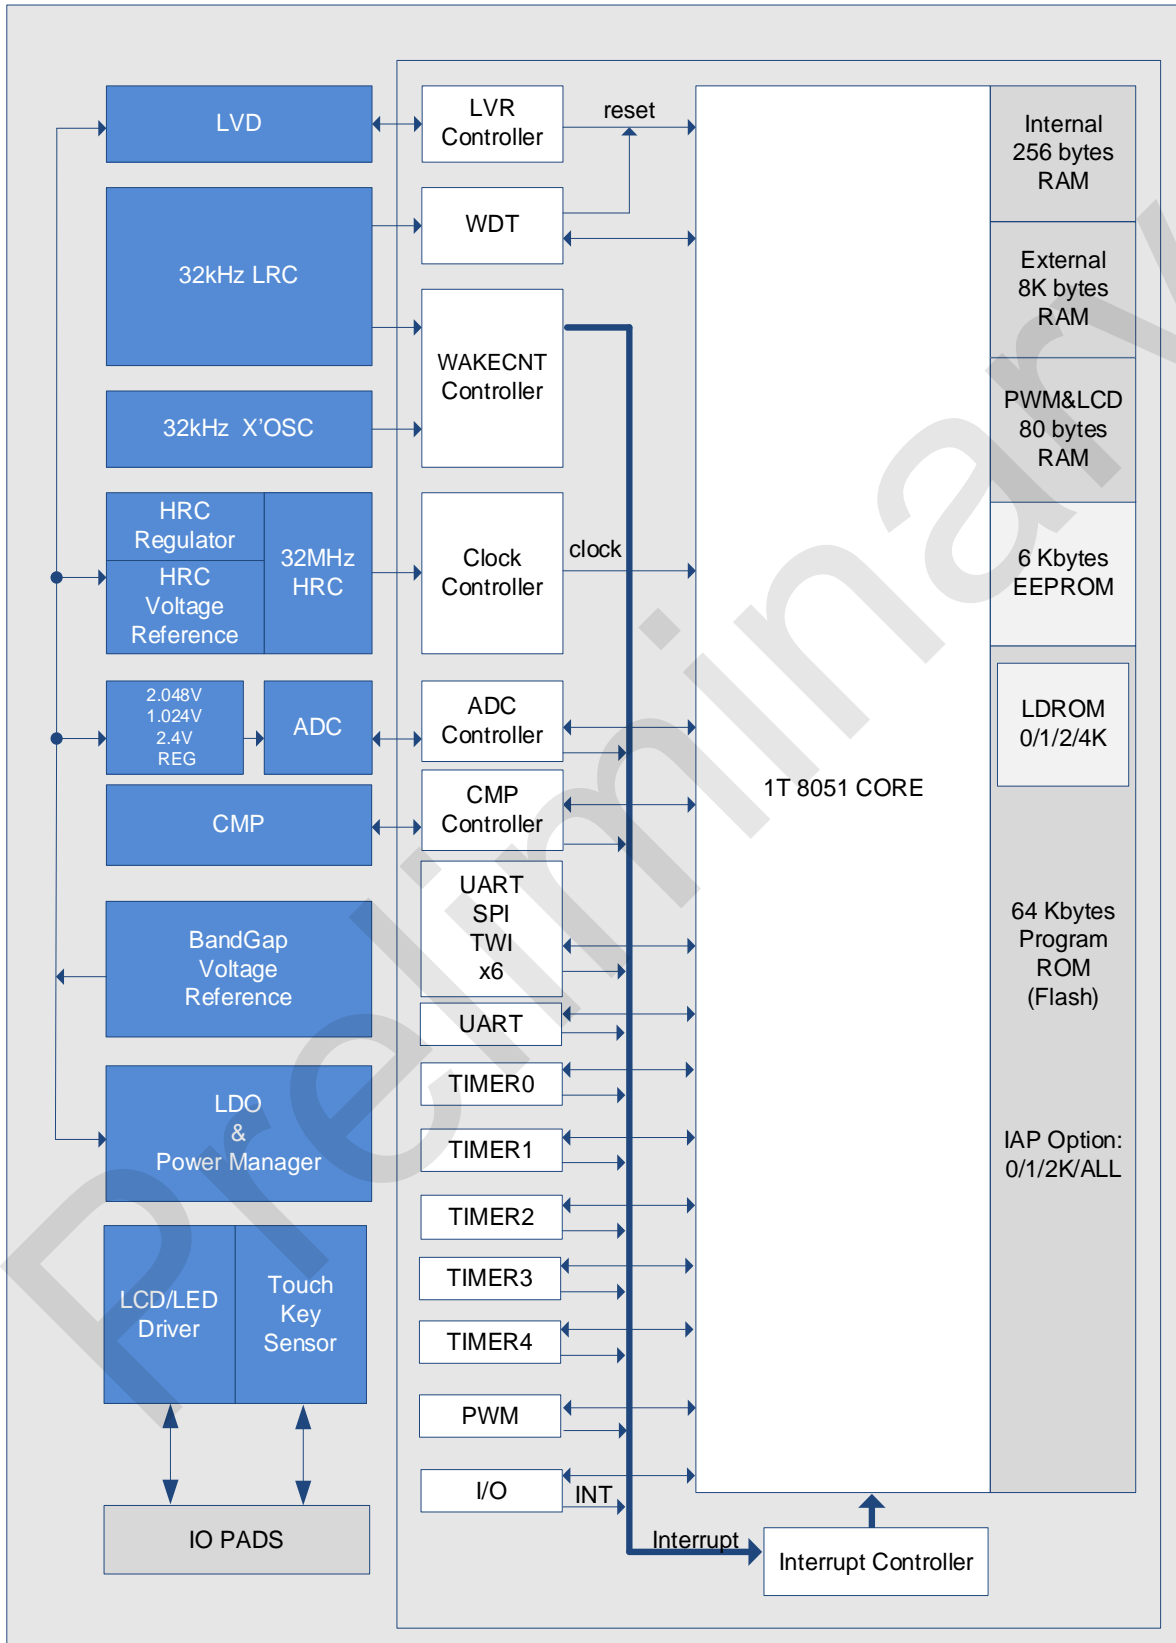 LVD
32kHz LRC
32kHz X'OSC
HRC
Regulator
HRC
Voltage
Reference
32MHz
HRC
2.048V
1.024V
2.4V
REG
ADC
CMP
BandGap
Voltage
Reference
LDO
&
Power Manager
LCD/LED
Driver
Touch
Key
Sensor
IO PADS
LVR
Controller
reset
WDT
WAKECNT
Controller
Clock
Controller
clock
ADC
Controller
CMP
Controller
UART
SPI
TWI
x6
UART
TIMER0
TIMER1
TIMER2
TIMER3
TIMER4
PWM
I/O
INT
Interrupt
Interrupt Controller
1T 8051 CORE
Internal
256 bytes
RAM
External
8K bytes
RAM
PWM&LCD
80 bytes
RAM
6 Kbytes
EEPROM
LDROM
0/1/2/4K
64 Kbytes
Program
ROM
(Flash)
IAP Option:
0/1/2K/ALL
Preliminary